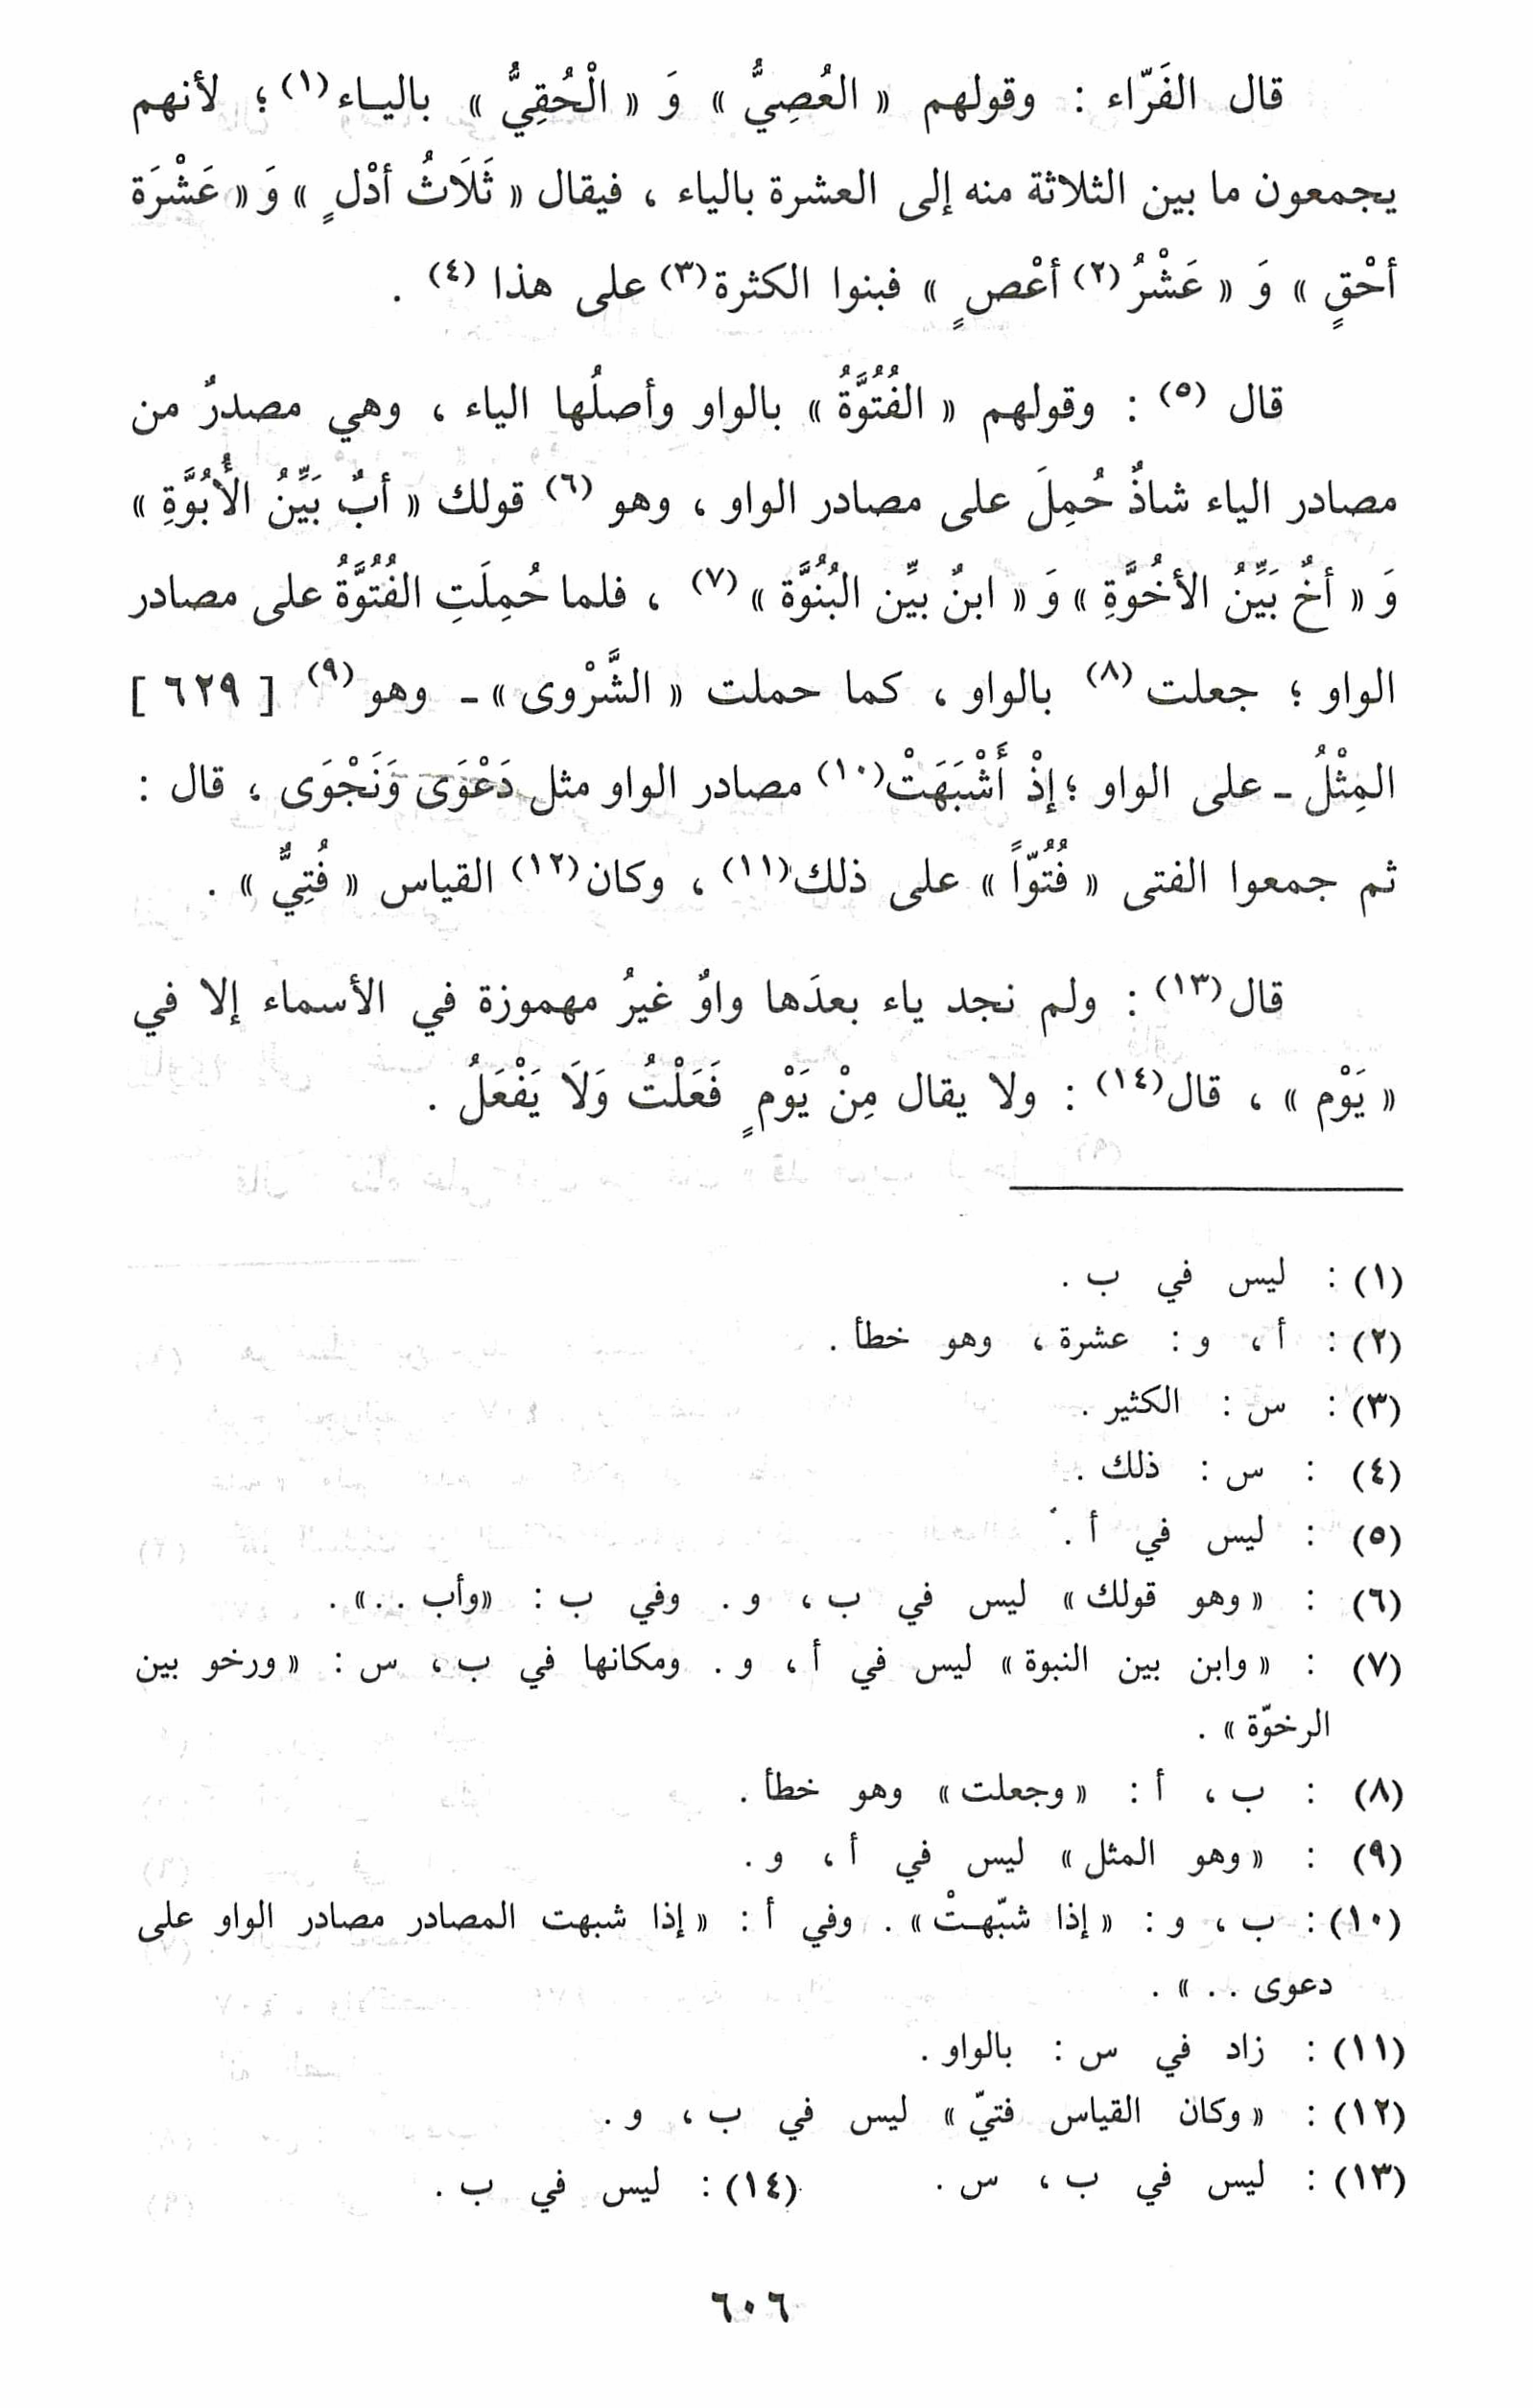 قال الفَرّاء : وقولهم « العُصِيُّ » وَ « الْحُقِيُّ » بالياء(١) ؛ لأنهم
يجمعون ما بين الثلاثة منه إلى العشرة بالياء ، فيقال « ثَلَاثُ أدْلٍ » وَ « عَشْرَة
أحْقٍ » وَ « عَشْرُ(٢) أعْصٍ » فبنوا الكثرة(٣) على هذا (٤) .
قال (٥) : وقولهم « الفُتُوَّةُ » بالواو وأصلُها الياء ، وهي مصدرٌ من
مصادر الياء شاذٌ حُمِلَ على مصادر الواو ، وهو (٦) قولك « أبٌ بَيِّنُ الأُبُوَّةِ »
وَ « أخٌ بَيِّنُ الأخُوَّةِ » وَ « ابنٌ بيِّن البُنُوَّة » (٧) ، فلما حُمِلَتِ الفُتُوَّةُ على مصادر
الواو ؛ جعلت (٨) بالواو ، كما حملت « الشَّرْوى » ـ وهو (٩) [ ٦٢٩ ]
المِثْلُ ـ على الواو ؛ إذْ أَشْبَهَتْ(١٠) مصادر الواو مثل دَعْوَى وَنَجْوَى ، قال :
ثم جمعوا الفتى « فُتُوّاً » على ذلك(١١) ، وكان(١٢) القياس « فُتِيٌّ » .
قال(١٣) : ولم نجد ياء بعدَها واوٌ غيرُ مهموزة في الأسماء إلا في
« يَوْم » ، قال(١٤) : ولا يقال مِنْ يَوْمٍ فَعَلْتُ وَلَا يَفْعَلُ .
(١) : ليس في ب .
(٢) : أ ، و : عشرة ، وهو خطأ .
(٣) : س : الكثير .
(٤) : س : ذلك .
(٥) : ليس في أ .
(٦) : « وهو قولك » ليس في ب ، و . وفي ب : «وأب . . » .
(٧) : « وابن بين النبوة » ليس في أ ، و . ومكانها في ب ، س : « ورخو بين
الرخوّة » .
(٨) : ب ، أ : « وجعلت » وهو خطأ .
(٩) : « وهو المثل » ليس في أ ، و .
(١٠) : ب ، و : « إذا شبّهتْ » . وفي أ : « إذا شبهت المصادر مصادر الواو على
دعوى . . » .
(١١) : زاد في س : بالواو .
(١٢) : « وكان القياس فتيّ » ليس في ب ، و .
(١٣) : ليس في ب ، س . (١٤) : ليس في ب .
٦٠٦